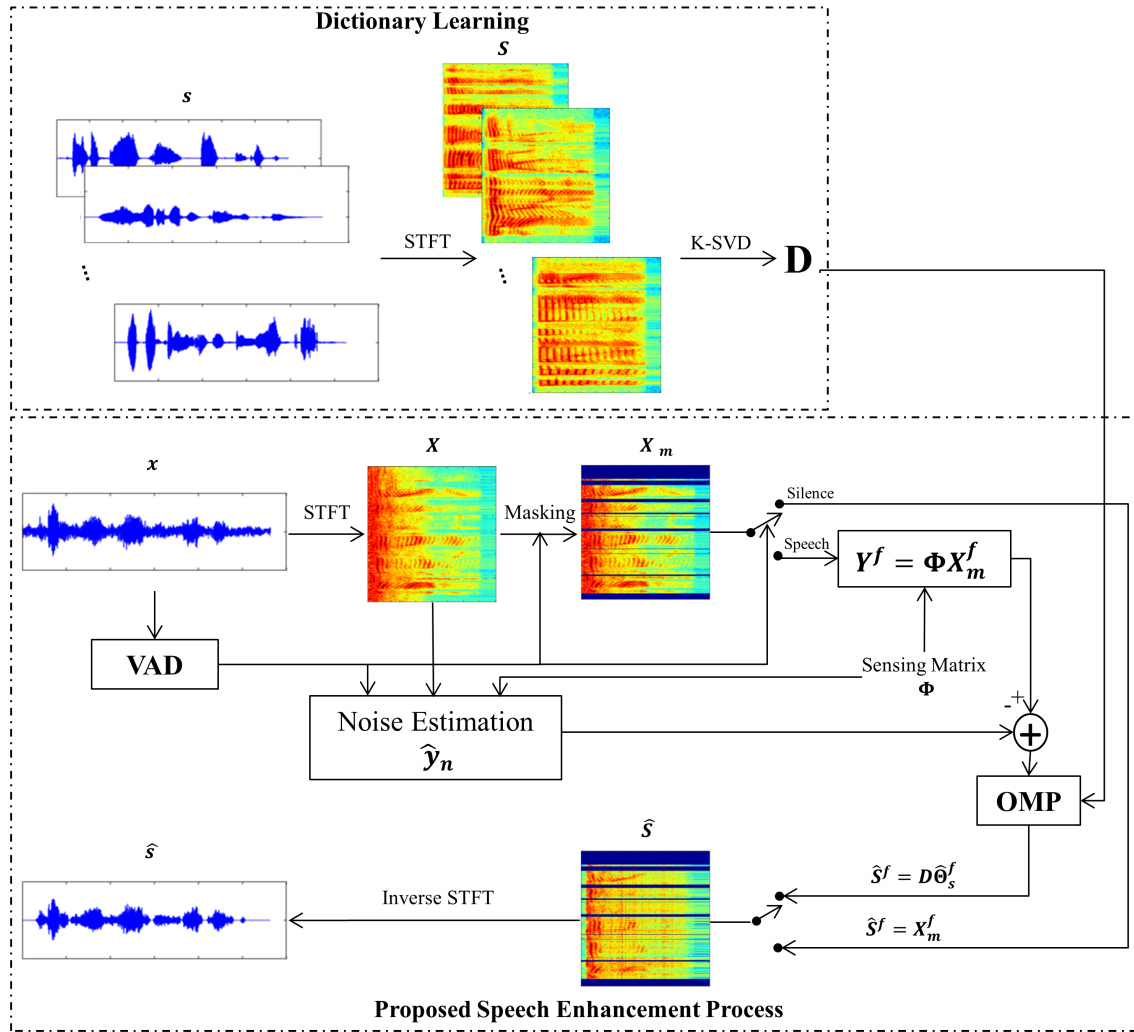 Dictionary Learning
S
s
STFT
K-SVD
D
...
...
x
X
X m
STFT
Masking
Silence
Speech
Y^f = ΦX_m^f
VAD
Sensing Matrix
Φ
Noise Estimation
ŷ_n
- +
+
OMP
ŝ
Ŝ
Inverse STFT
Ŝ^f = DΘ̂_s^f
Ŝ^f = X_m^f
Proposed Speech Enhancement Process